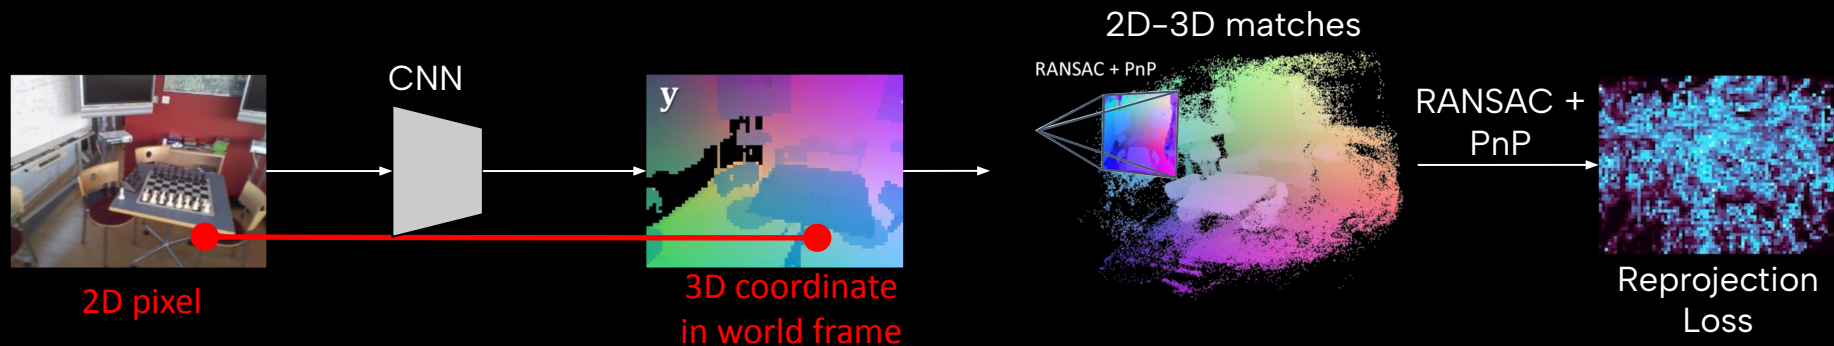 CNN
2D pixel
y
3D coordinate
in world frame
2D-3D matches
RANSAC + PnP
RANSAC +
PnP
Reprojection
Loss